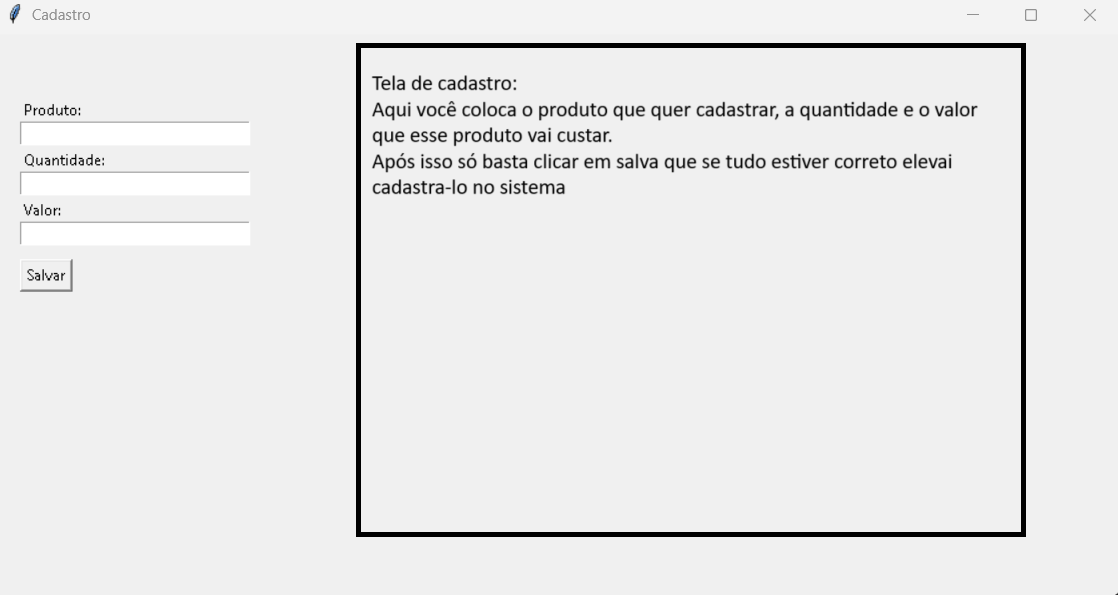 Cadastro
Produto:
Quantidade:
Valor:
Salvar
Tela de cadastro:
Aqui você coloca o produto que quer cadastrar, a quantidade e o valor
que esse produto vai custar.
Após isso só basta clicar em salva que se tudo estiver correto elevai
cadastra-lo no sistema